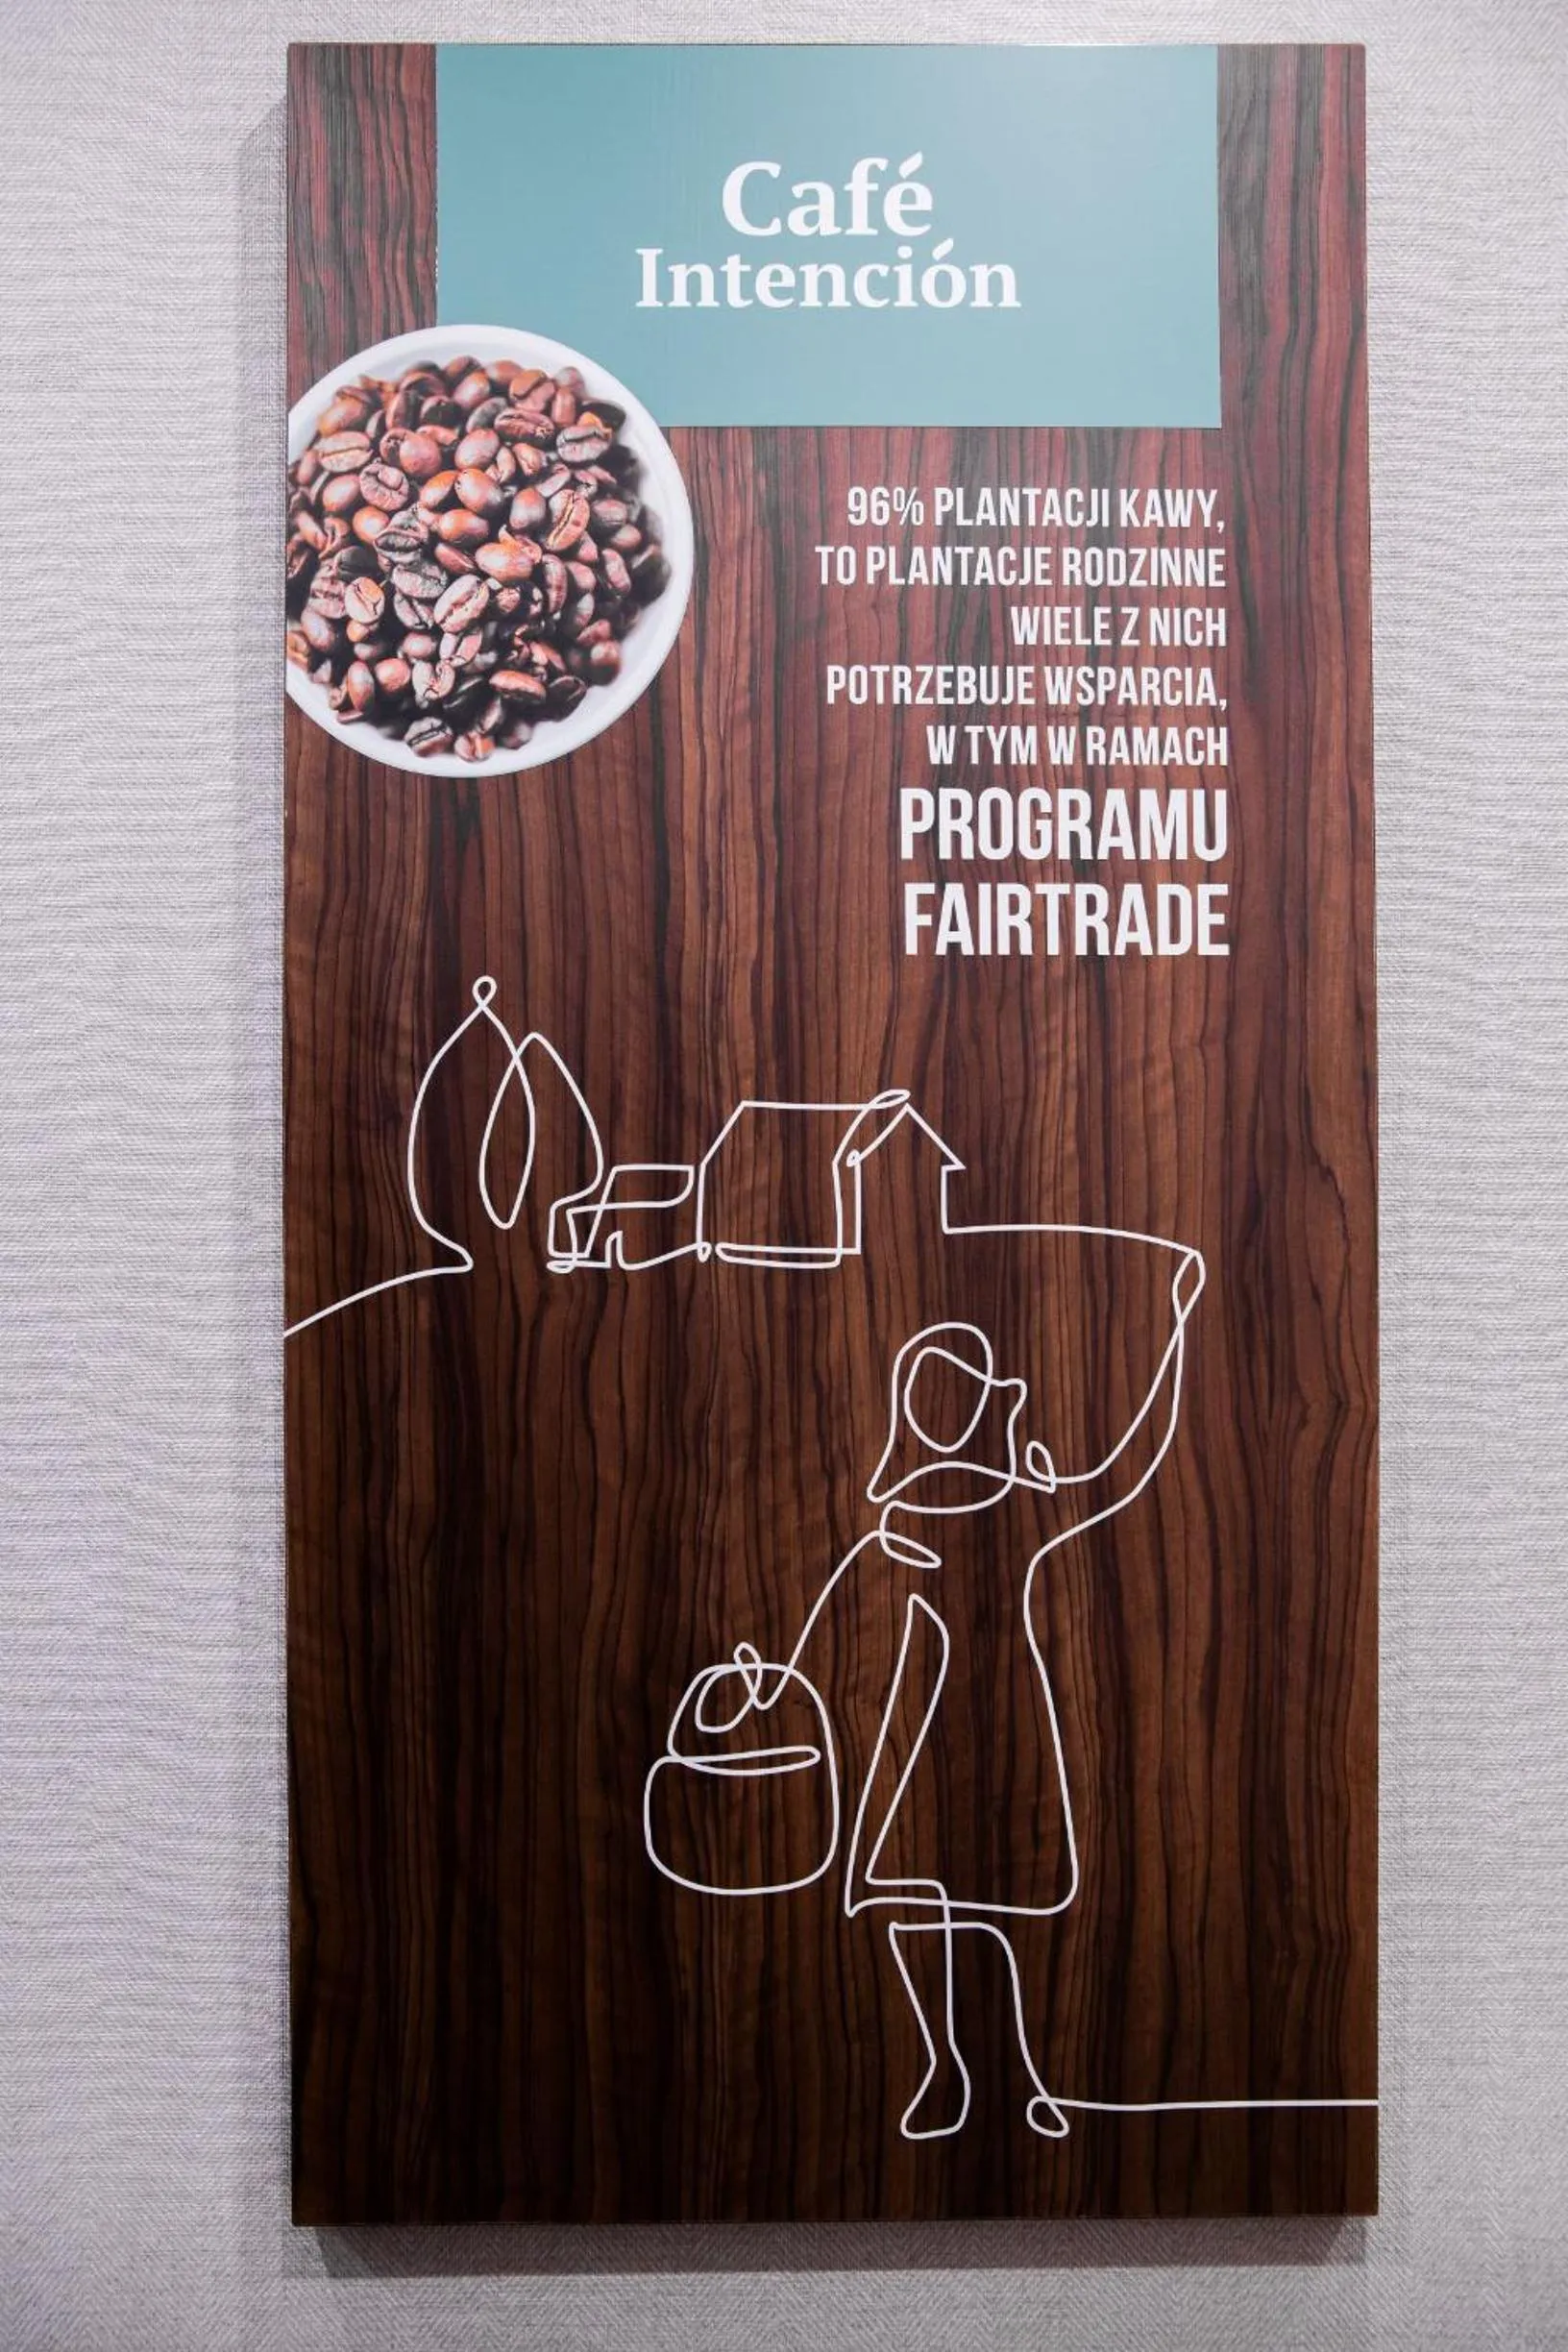 Café
Intención
96% PLANTACJI KAWY,
TO PLANTACJE RODZINNE
WIELE Z NICH
POTRZEBUJE WSPARCIA,
W TYM W RAMACH
PROGRAMU
FAIRTRADE